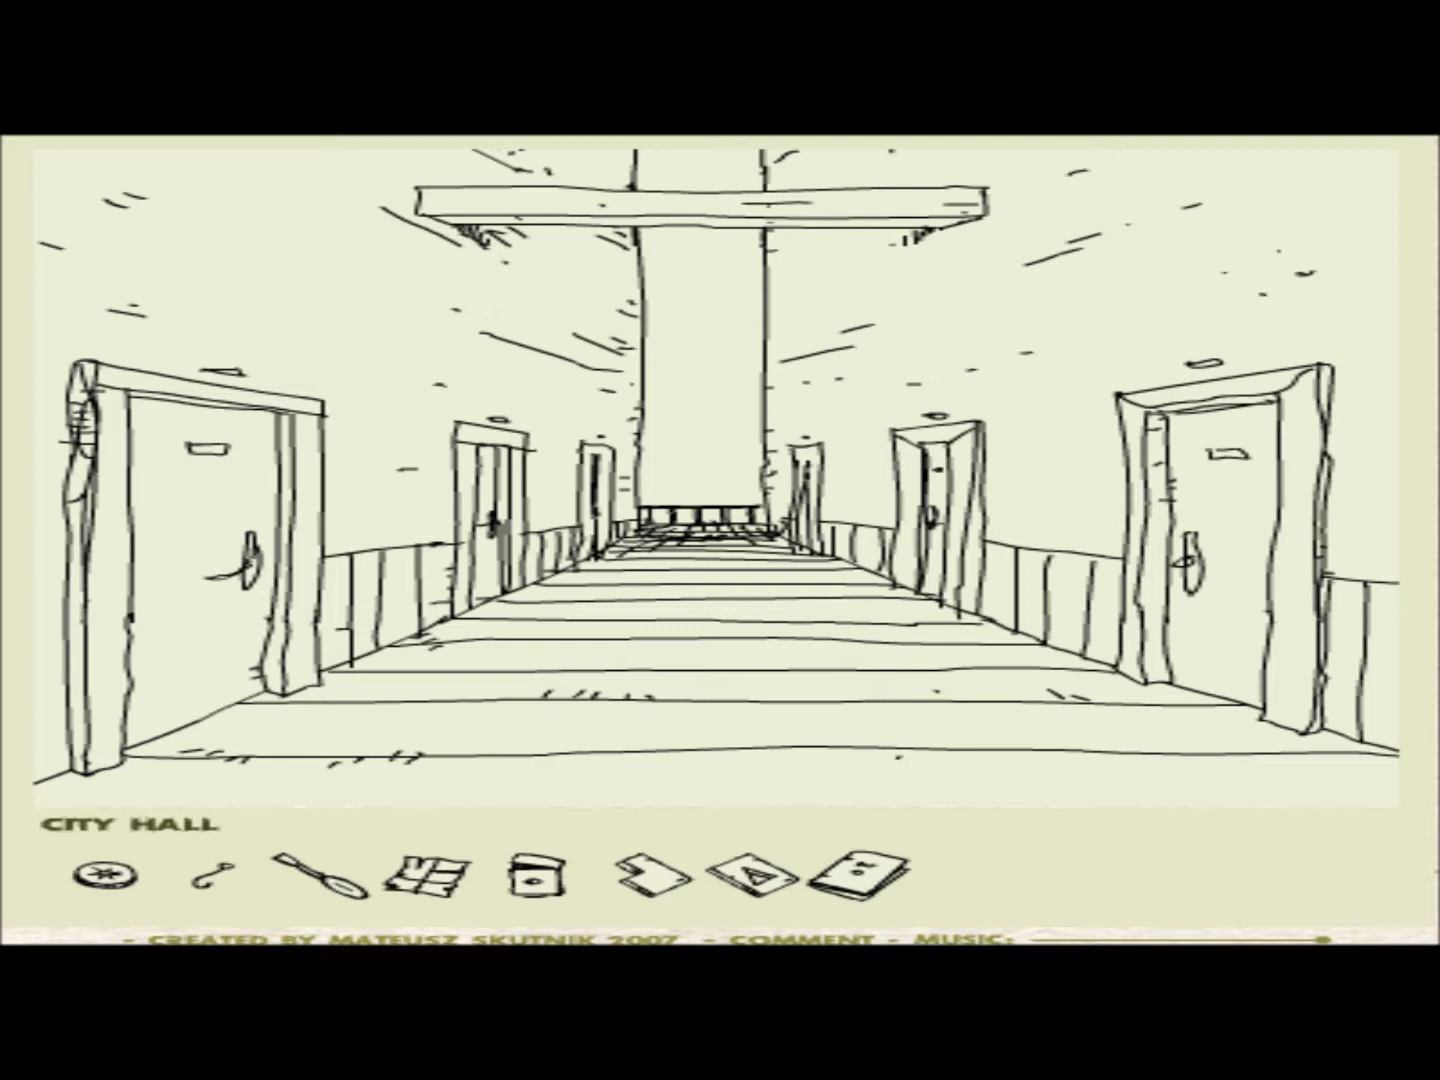 CITY HALL
A
- CREATED BY MATEUSZ SKUTNIK 2007 - COMMENT - MUSIC: